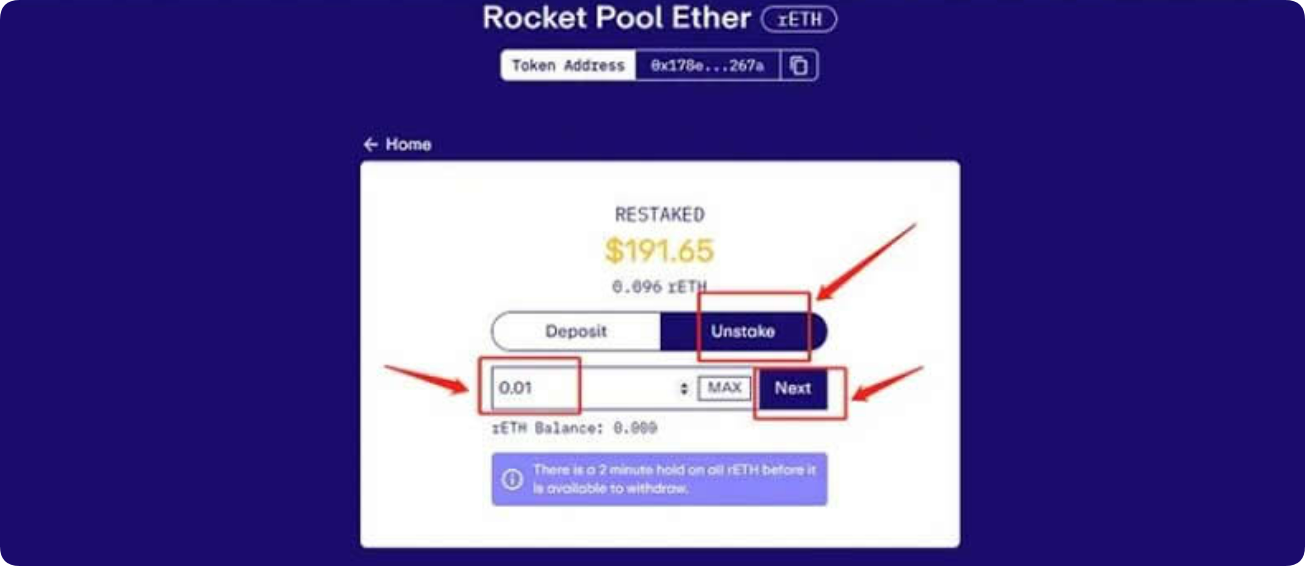 Rocket Pool Ether rETH
Token Address 0x178e...267a
← Home
RESTAKED
$191.65
0.096 rETH
Deposit Unstake
0.01 MAX Next
rETH Balance: 0.000
There is a 2 minute hold on all rETH before it
is available to withdraw.